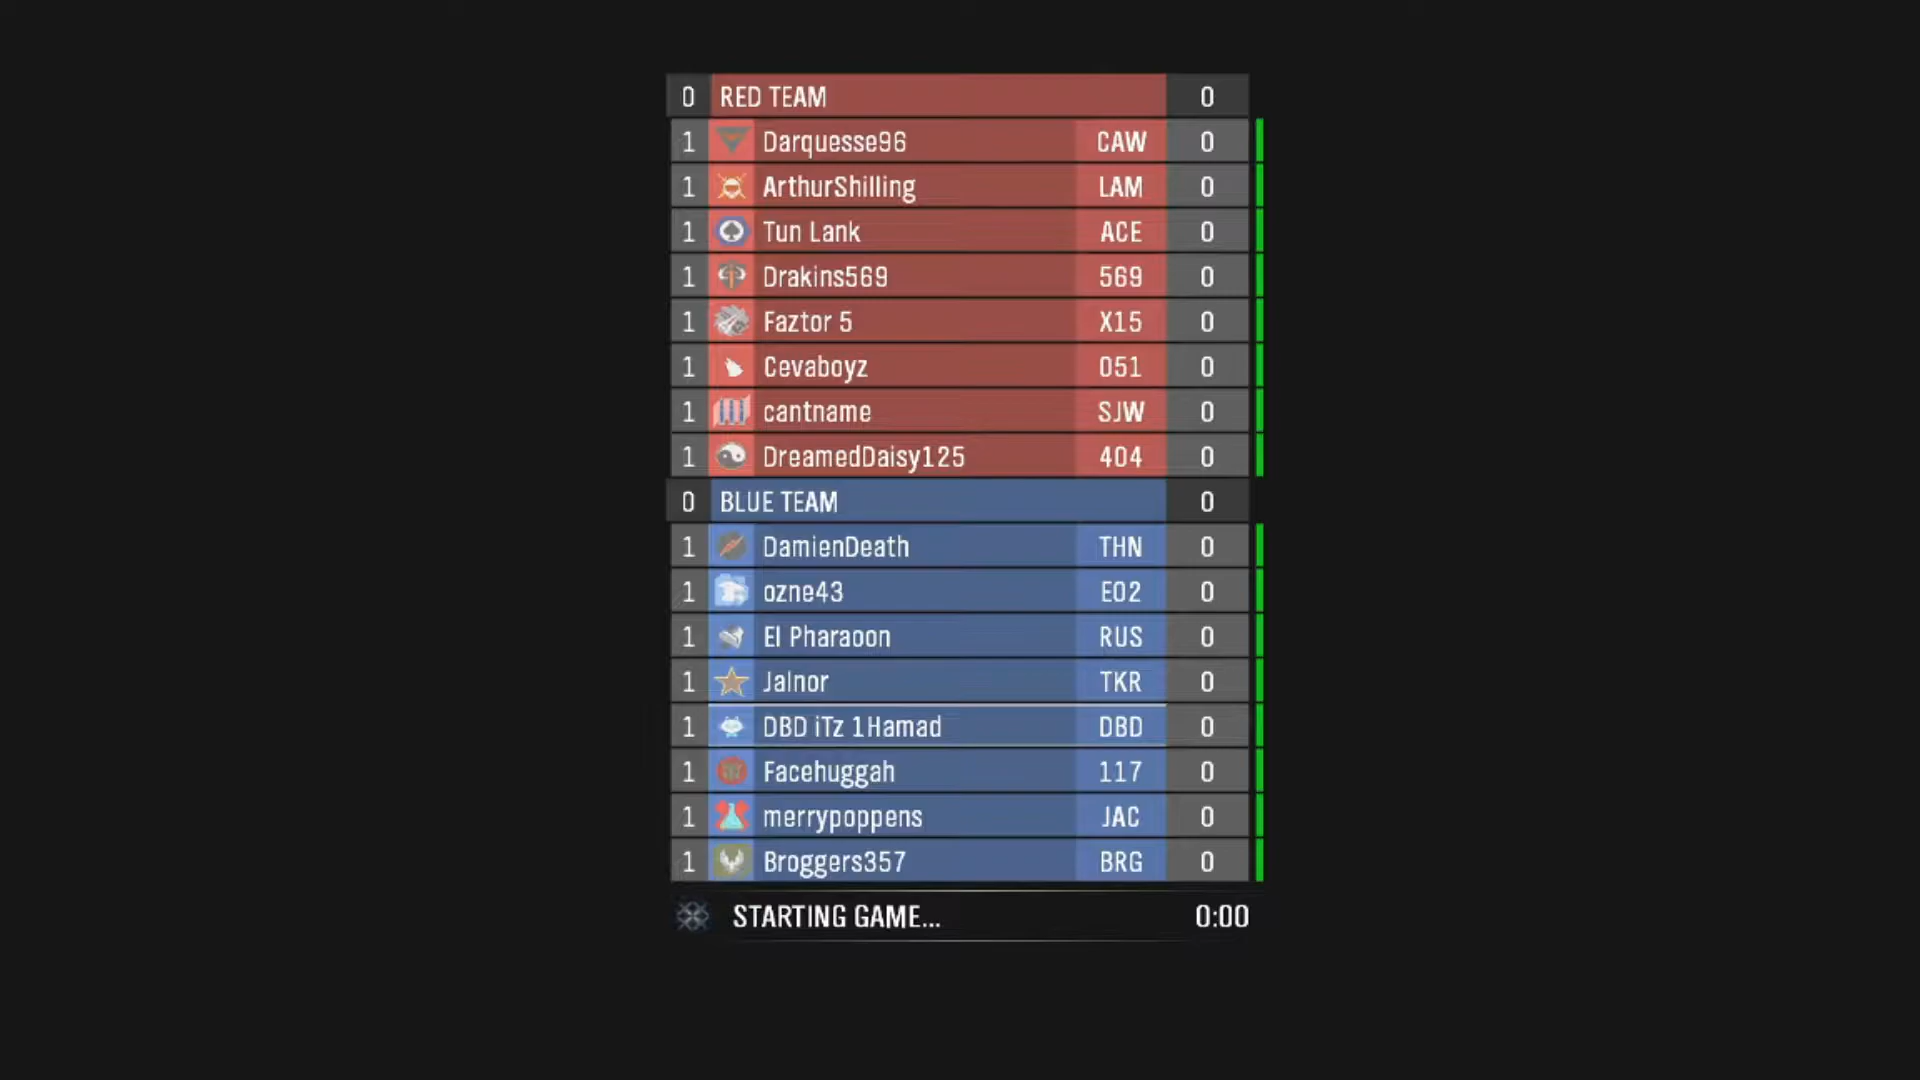 0 RED TEAM 0
1 Darquesse96 CAW 0
1 ArthurShilling LAM 0
1 Tun Lank ACE 0
1 Drakins569 569 0
1 Faztor 5 X15 0
1 Cevaboyz 051 0
1 cantname SJW 0
1 DreamedDaisy125 404 0
0 BLUE TEAM 0
1 DamienDeath THN 0
1 ozne43 E02 0
1 El Pharaoon RUS 0
1 Jalnor TKR 0
1 DBD iTz 1Hamad DBD 0
1 Facehuggah 117 0
1 merrypoppens JAC 0
1 Broggers357 BRG 0
STARTING GAME... 0:00